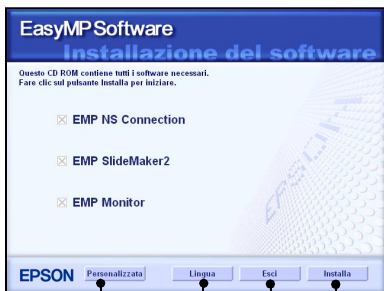 EasyMP Software
Installazione del software
Questo CD ROM contiene tutti i software necessari.
Fare clic sul pulsante Installa per iniziare.
EMP NS Connection
EMP SlideMaker2
EMP Monitor
EPSON
EPSON Personalizzata Lingua Esci Installa